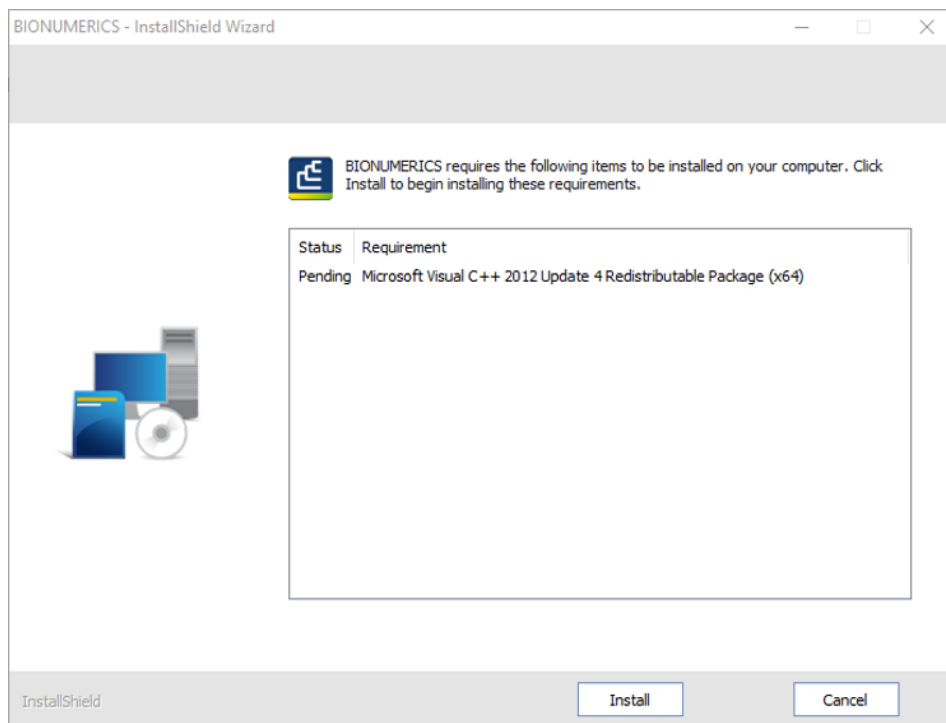 BIONUMERICS - InstallShield Wizard
BIONUMERICS requires the following items to be installed on your computer. Click
Install to begin installing these requirements.
Status Requirement
Pending Microsoft Visual C++ 2012 Update 4 Redistributable Package (x64)
InstallShield
Install Cancel